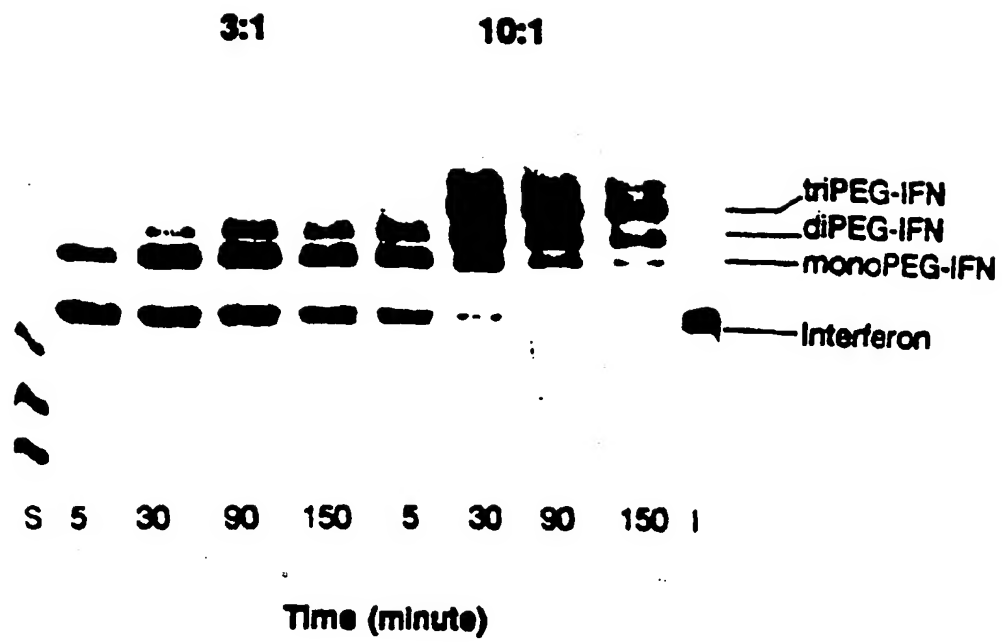 3:1 10:1
triPEG-IFN
diPEG-IFN
monoPEG-IFN
Interferon
S 5 30 90 150 5 30 90 150 I
Time (minute)